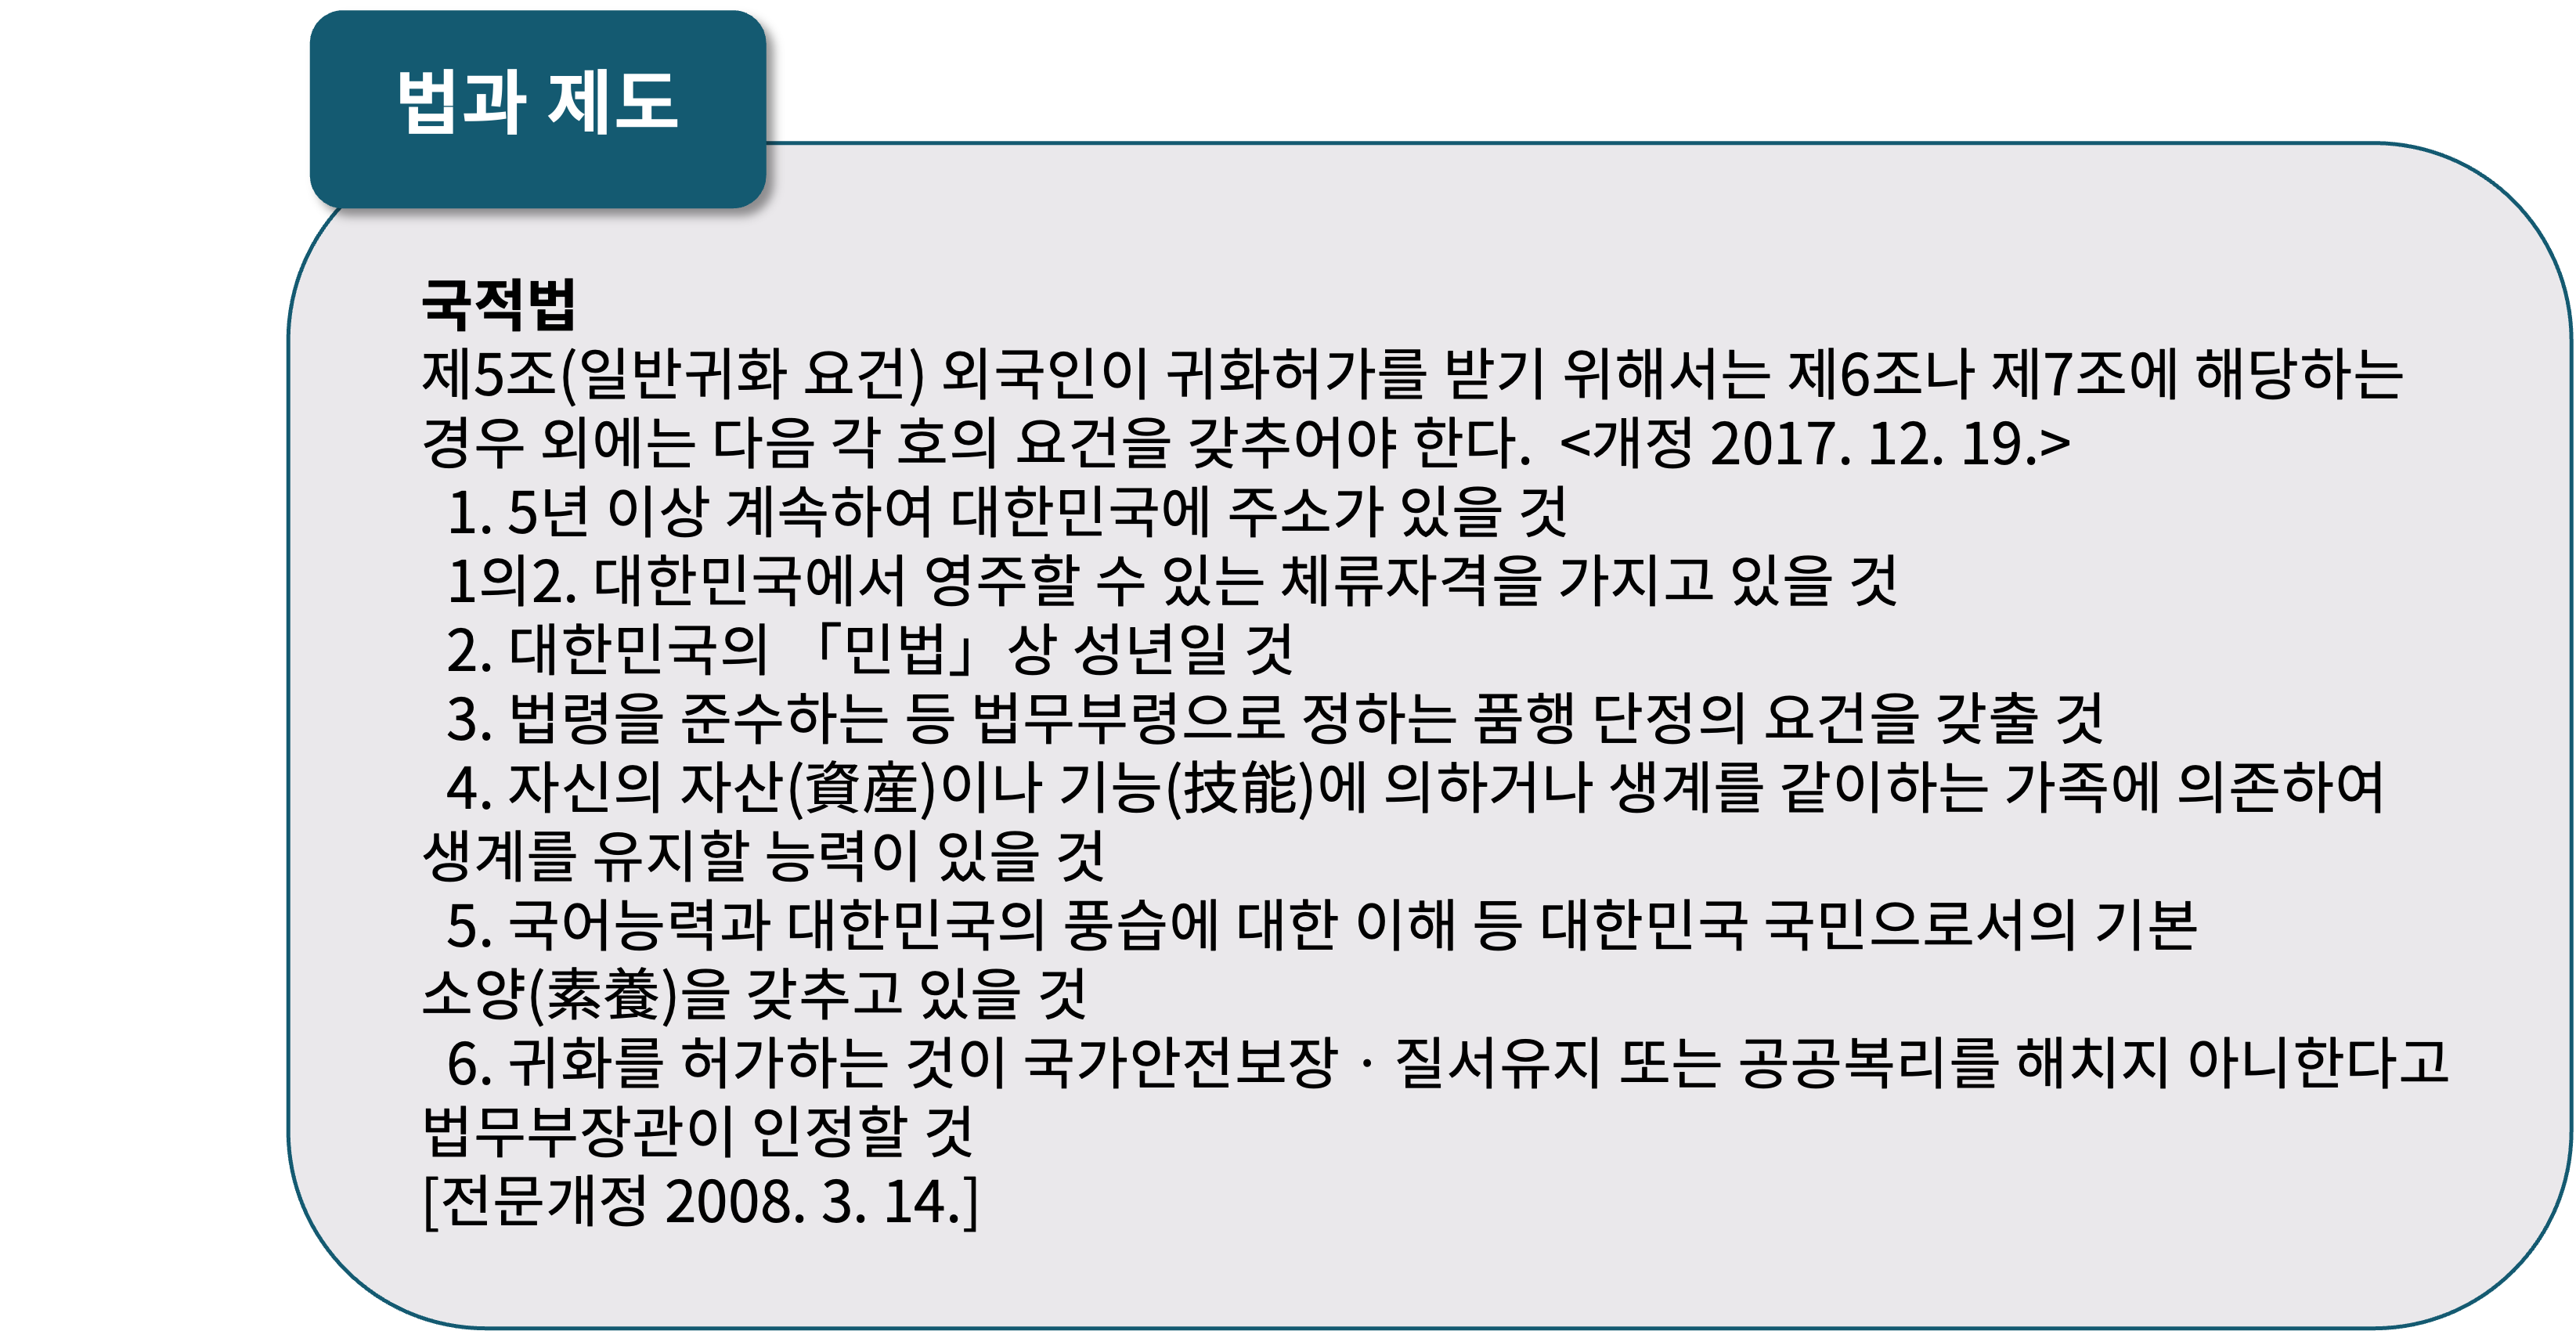 법과 제도
국적법
제5조(일반귀화 요건) 외국인이 귀화허가를 받기 위해서는 제6조나 제7조에 해당하는
경우 외에는 다음 각 호의 요건을 갖추어야 한다. <개정 2017. 12. 19.>
1. 5년 이상 계속하여 대한민국에 주소가 있을 것
1의2. 대한민국에서 영주할 수 있는 체류자격을 가지고 있을 것
2. 대한민국의 「민법」상 성년일 것
3. 법령을 준수하는 등 법무부령으로 정하는 품행 단정의 요건을 갖출 것
4. 자신의 자산(資産)이나 기능(技能)에 의하거나 생계를 같이하는 가족에 의존하여
생계를 유지할 능력이 있을 것
5. 국어능력과 대한민국의 풍습에 대한 이해 등 대한민국 국민으로서의 기본
소양(素養)을 갖추고 있을 것
6. 귀화를 허가하는 것이 국가안전보장ㆍ질서유지 또는 공공복리를 해치지 아니한다고
법무부장관이 인정할 것
[전문개정 2008. 3. 14.]